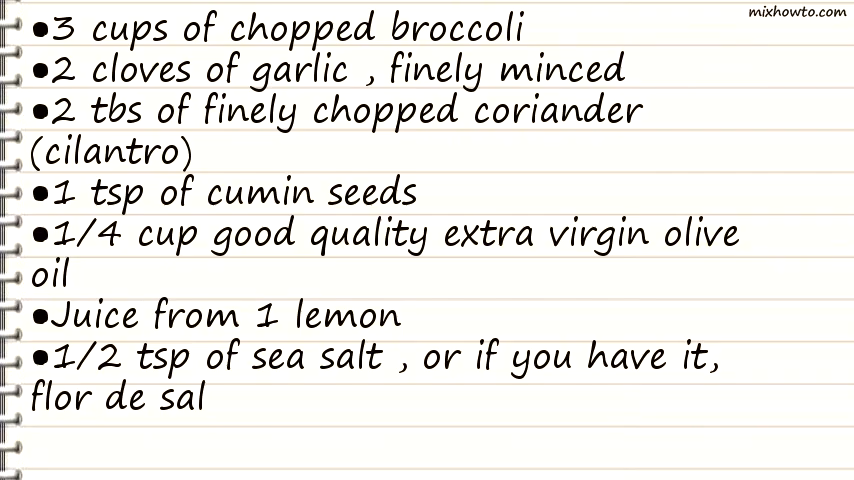 mixhowto.com
•3 cups of chopped broccoli
•2 cloves of garlic , finely minced
•2 tbs of finely chopped coriander
(cilantro)
•1 tsp of cumin seeds
•1/4 cup good quality extra virgin olive
oil
•Juice from 1 lemon
•1/2 tsp of sea salt , or if you have it,
flor de sal